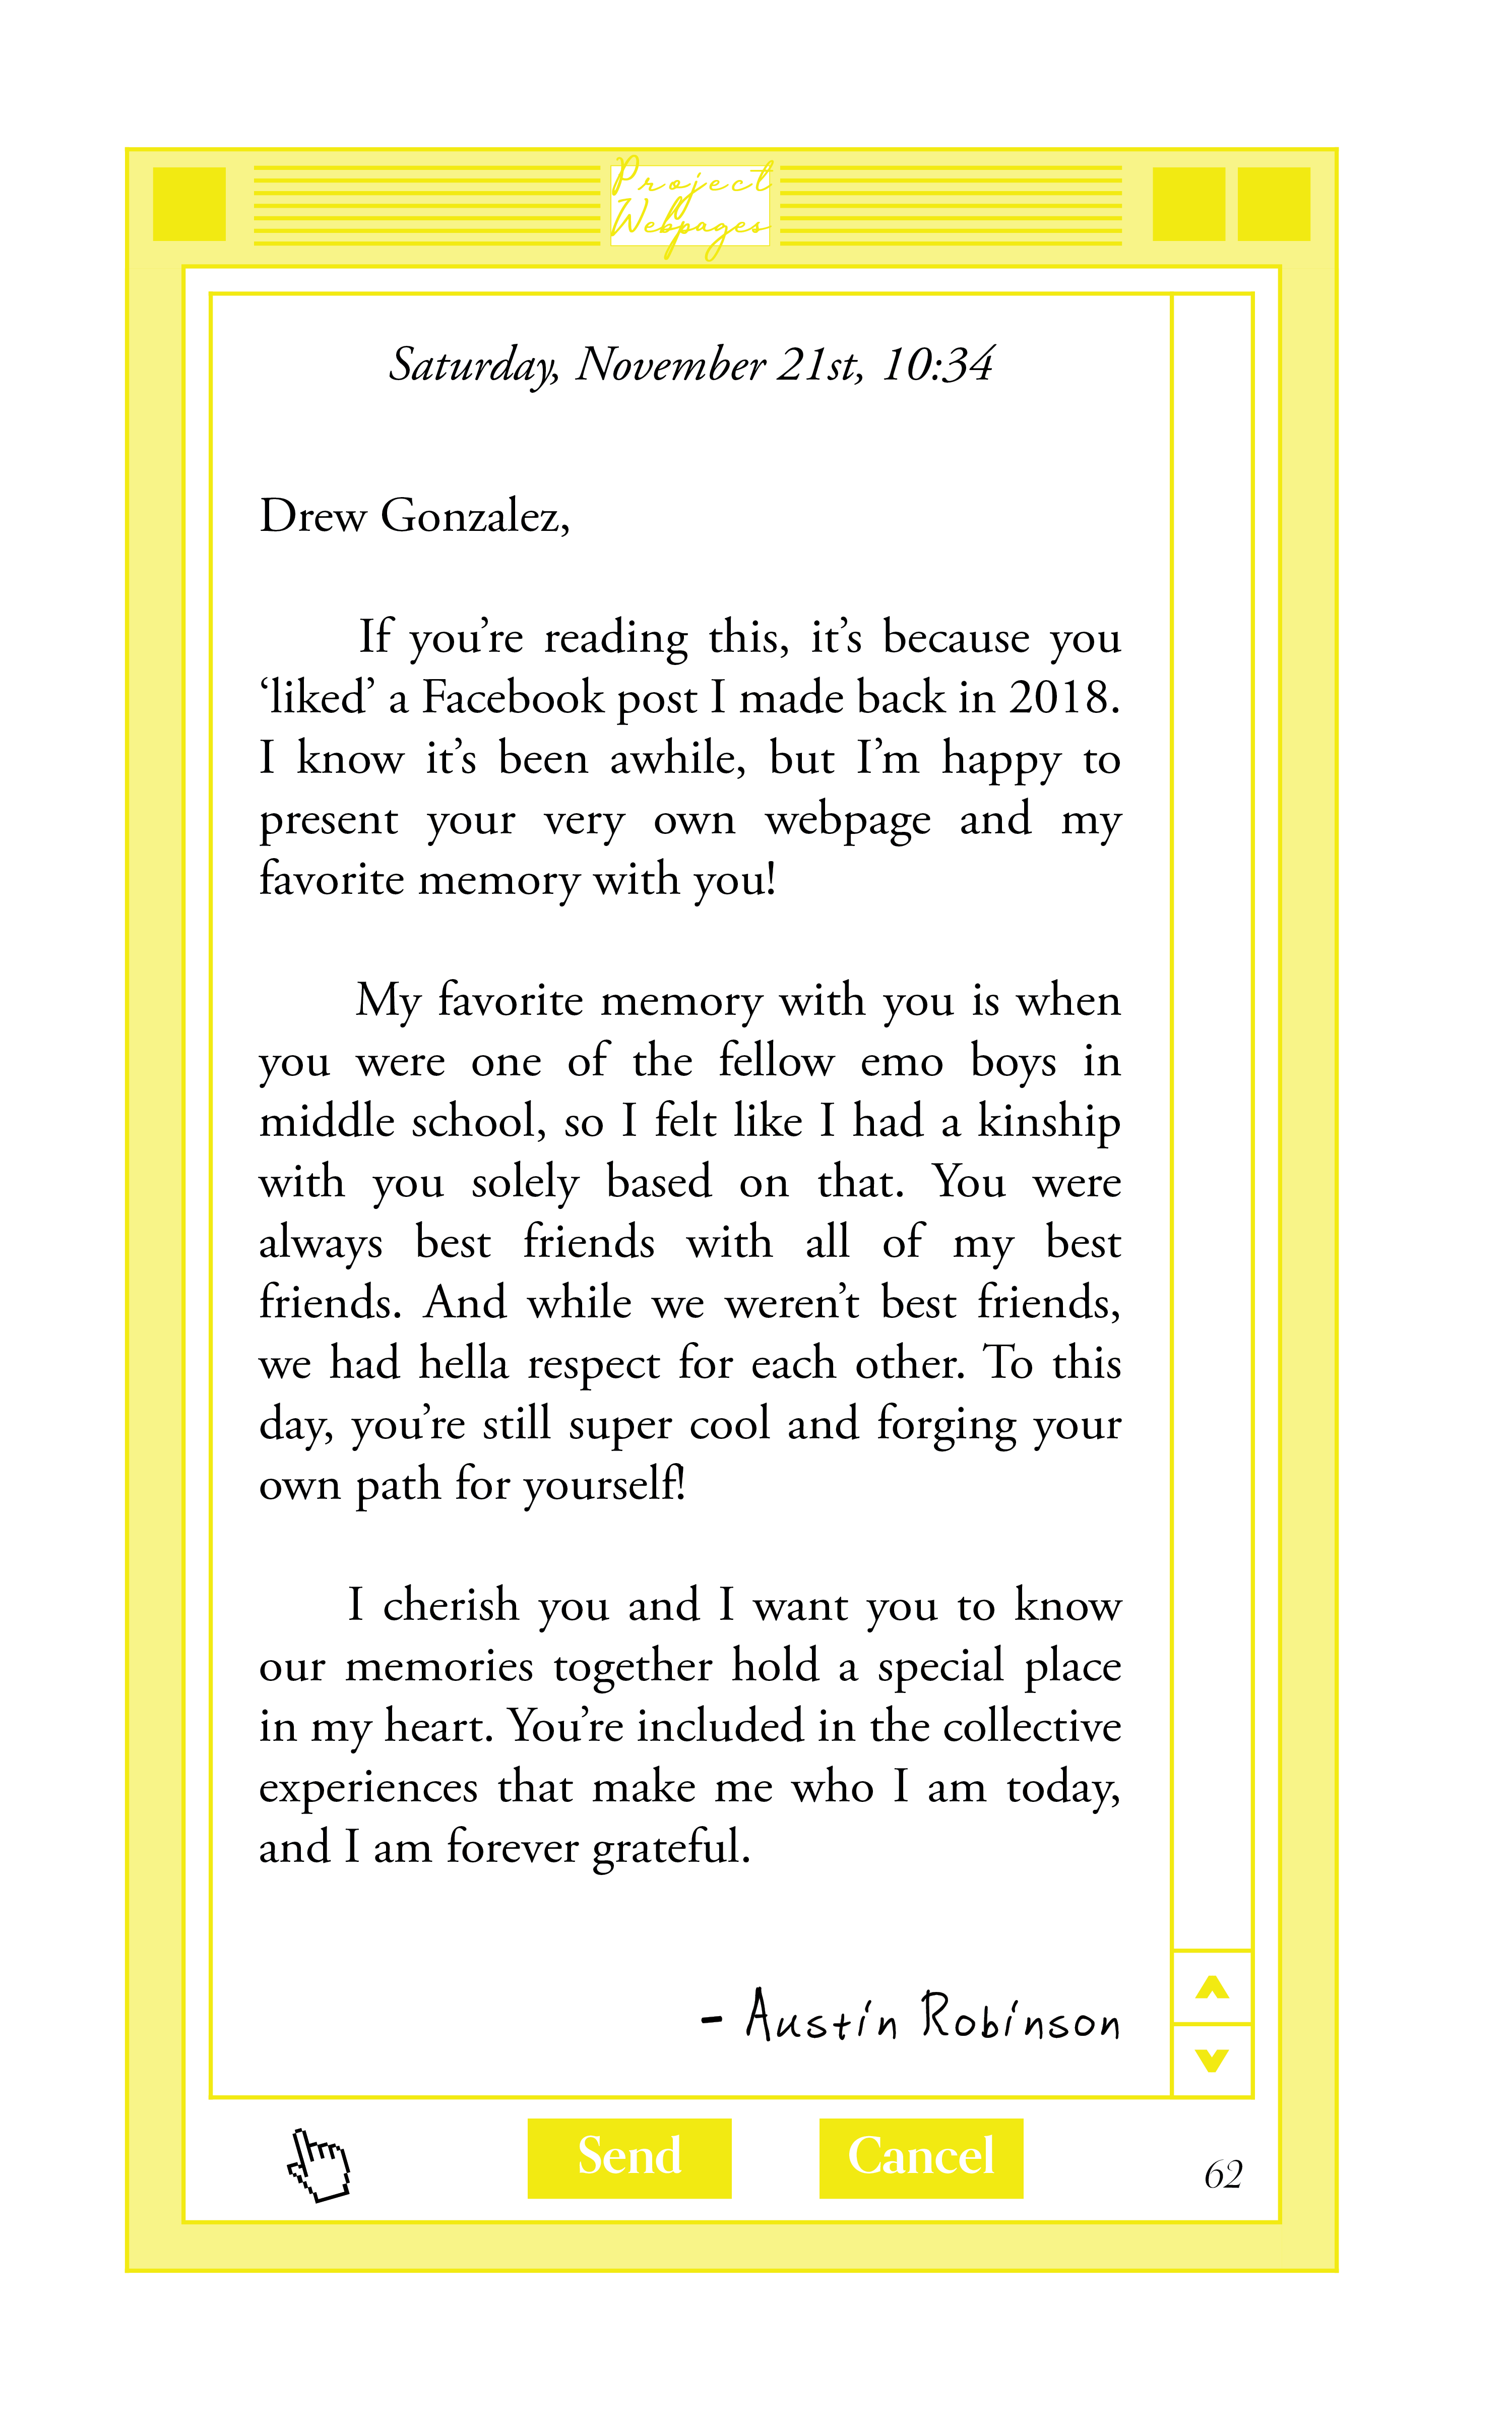 Project
Webpages
Saturday, November 21st, 10:34
Drew Gonzalez,
If you’re reading this, it’s because you
‘liked’ a Facebook post I made back in 2018.
I know it’s been awhile, but I’m happy to
present your very own webpage and my
favorite memory with you!
My favorite memory with you is when
you were one of the fellow emo boys in
middle school, so I felt like I had a kinship
with you solely based on that. You were
always best friends with all of my best
friends. And while we weren’t best friends,
we had hella respect for each other. To this
day, you’re still super cool and forging your
own path for yourself!
I cherish you and I want you to know
our memories together hold a special place
in my heart. You’re included in the collective
experiences that make me who I am today,
and I am forever grateful.
- Austin Robinson
Send Cancel
62